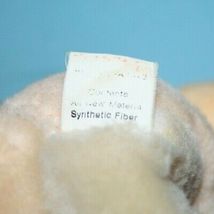 Contents
All New Material
Synthetic Fiber